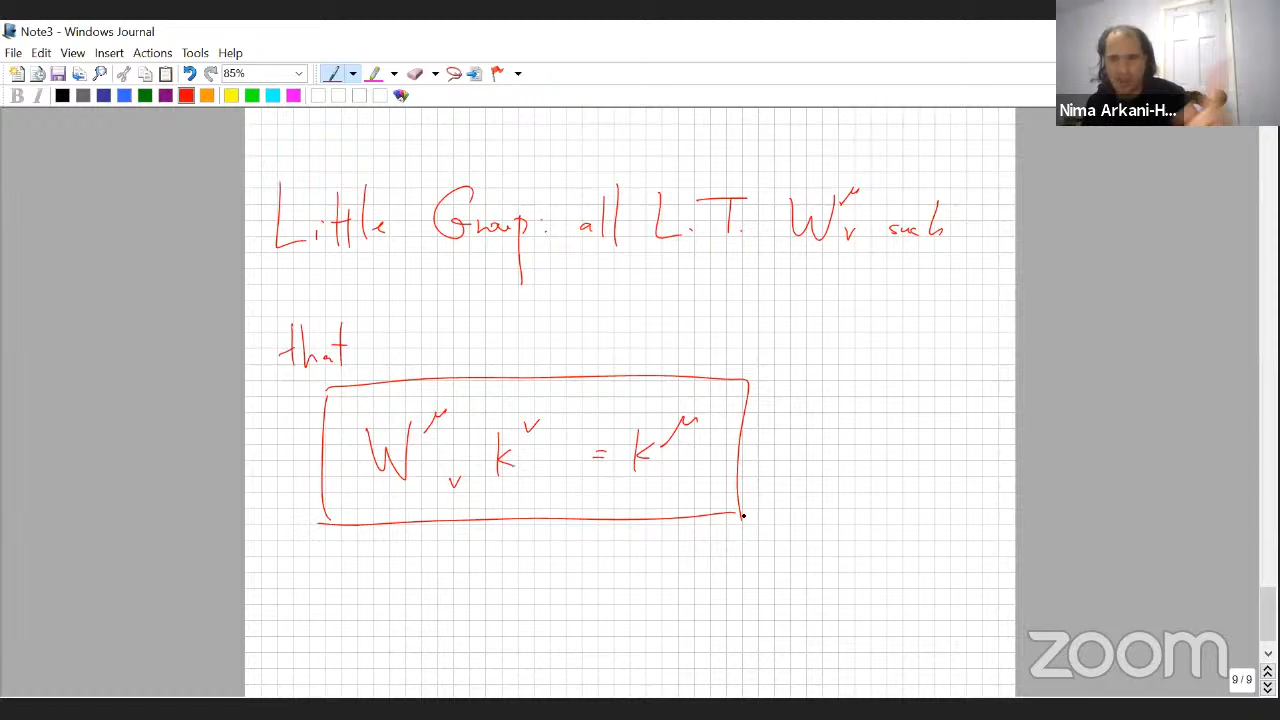 Note3 - Windows Journal
File Edit View Insert Actions Tools Help
85%
B I
Nima Arkani-H...
Little Group: all L.T. W^μ_ν such
that
W^μ_ν k^ν = k^μ
zoom
9 / 9